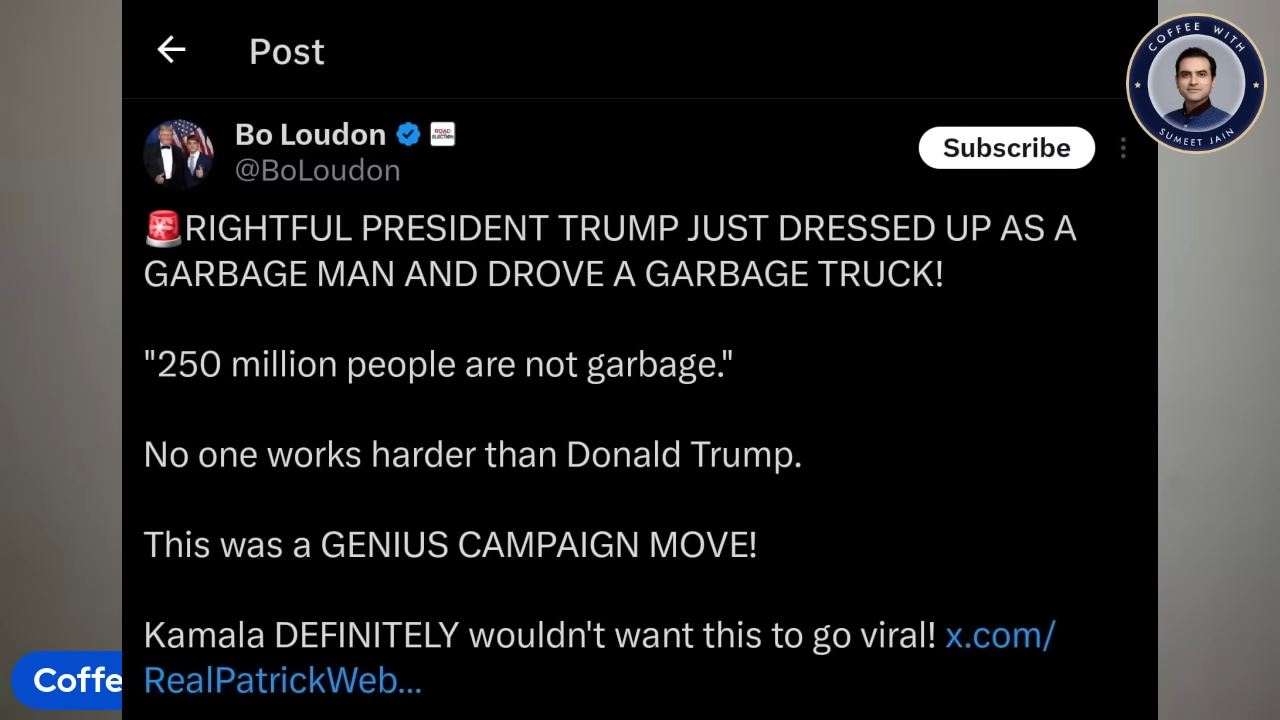 Post
COFFEE WITH
SUMEET JAIN
Bo Loudon
ELECTION
@BoLoudon
Subscribe
🚨RIGHTFUL PRESIDENT TRUMP JUST DRESSED UP AS A
GARBAGE MAN AND DROVE A GARBAGE TRUCK!
"250 million people are not garbage."
No one works harder than Donald Trump.
This was a GENIUS CAMPAIGN MOVE!
Kamala DEFINITELY wouldn't want this to go viral! x.com/
RealPatrickWeb...
Coffe